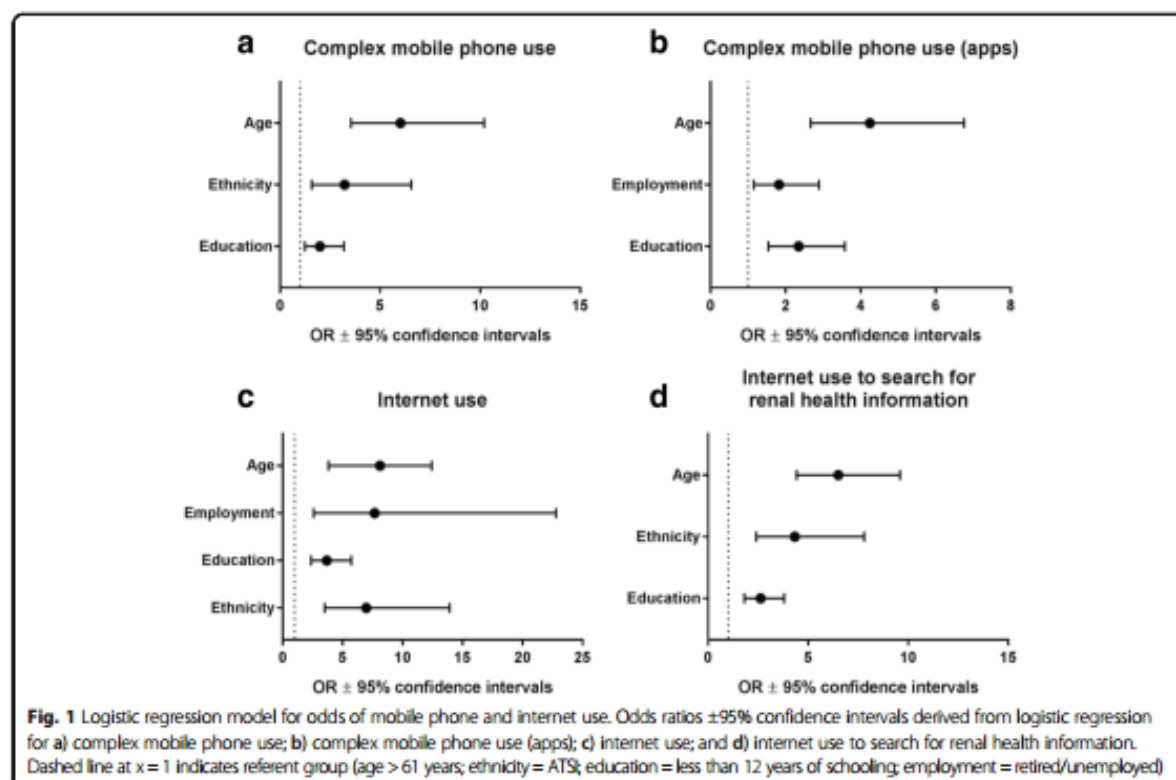 a Complex mobile phone use
Age
Ethnicity
Education
0 5 10 15
OR ± 95% confidence intervals
b Complex mobile phone use (apps)
Age
Employment
Education
0 2 4 6 8
OR ± 95% confidence intervals
c Internet use
Age
Employment
Education
Ethnicity
0 5 10 15 20 25
OR ± 95% confidence intervals
d Internet use to search for
renal health information
Age
Ethnicity
Education
0 5 10 15
OR ± 95% confidence intervals
Fig. 1 Logistic regression model for odds of mobile phone and internet use. Odds ratios ±95% confidence intervals derived from logistic regression
for a) complex mobile phone use; b) complex mobile phone use (apps); c) internet use; and d) internet use to search for renal health information.
Dashed line at x = 1 indicates referent group (age > 61 years; ethnicity = ATSI; education = less than 12 years of schooling; employment = retired/unemployed)